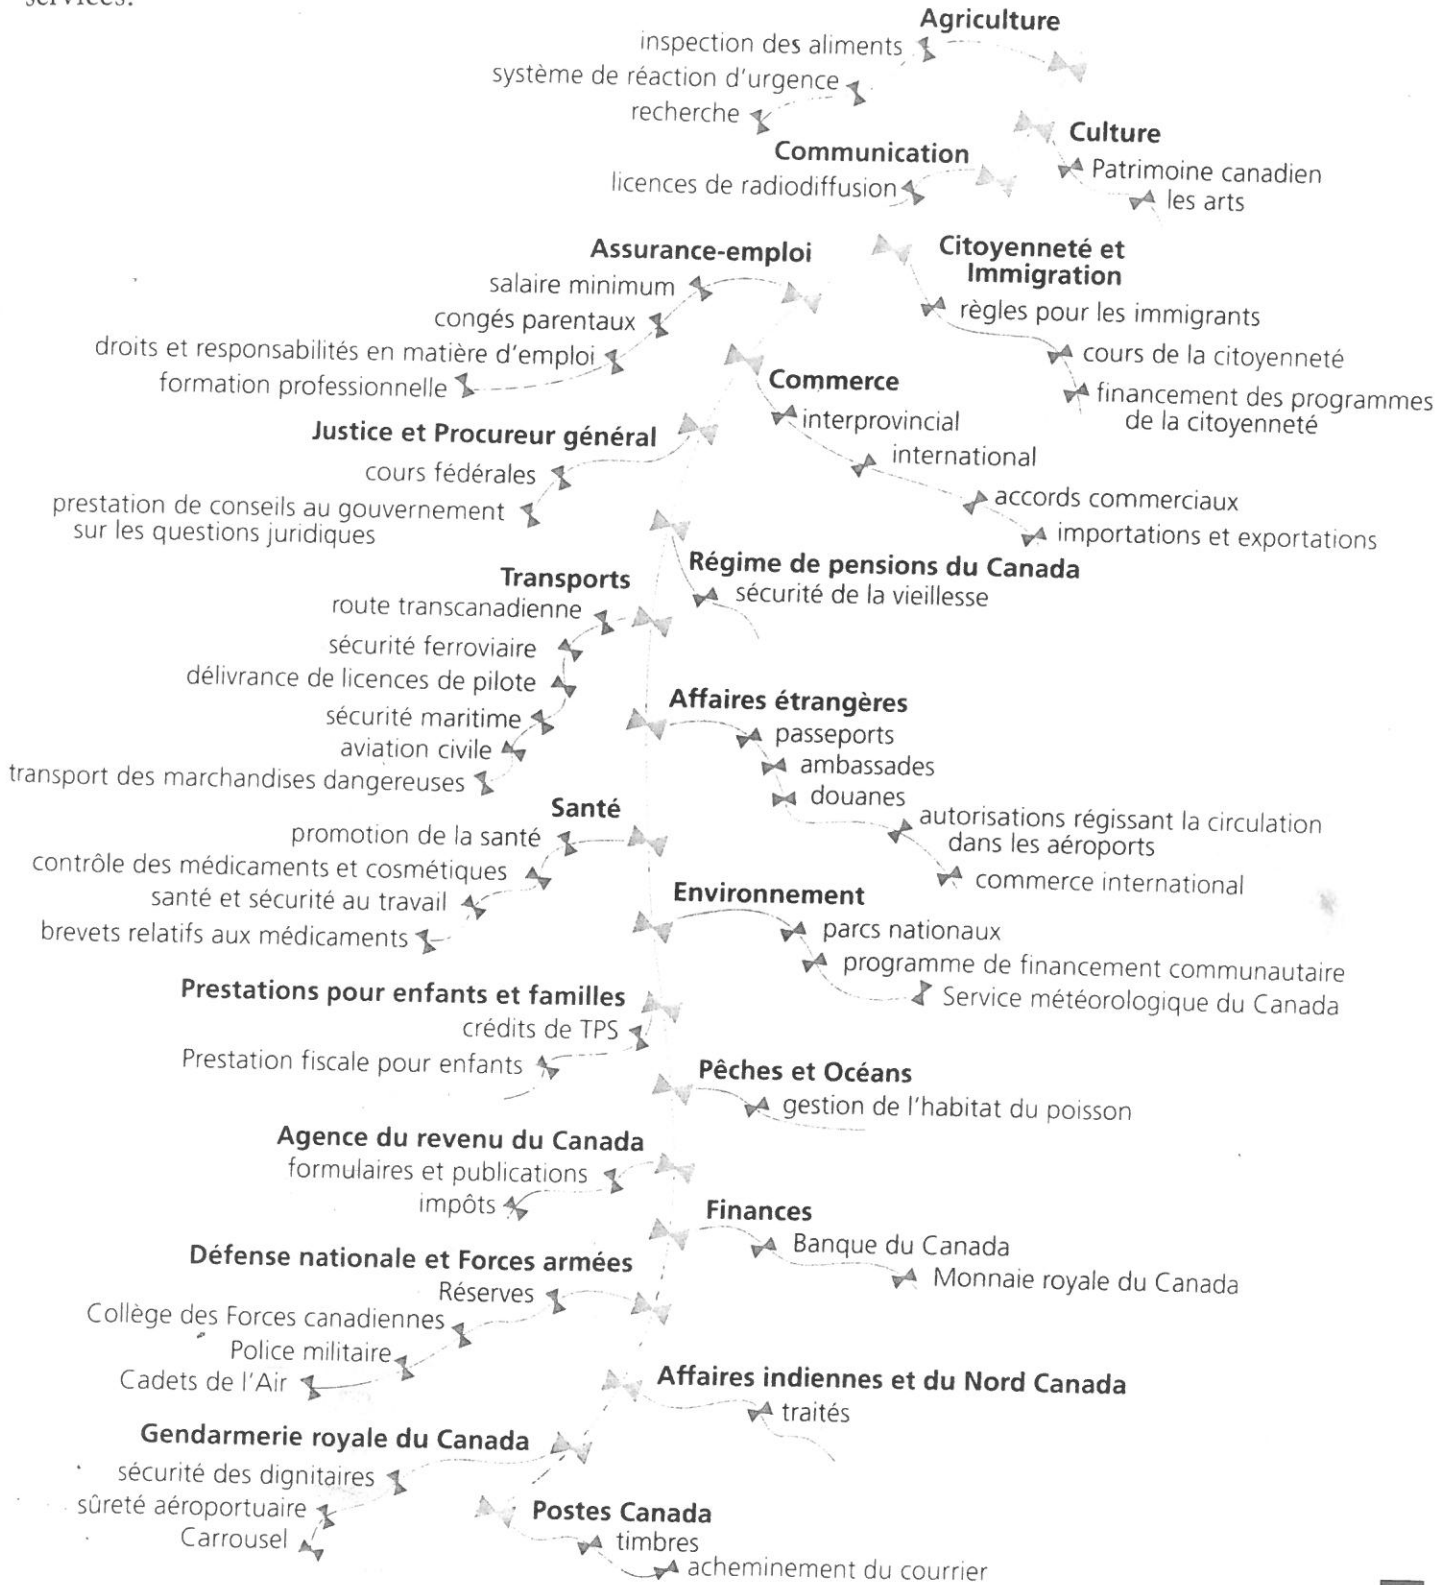 services.
Agriculture
inspection des aliments
système de réaction d'urgence
recherche
Culture
Patrimoine canadien
les arts
Communication
licences de radiodiffusion
Citoyenneté et
Immigration
règles pour les immigrants
cours de la citoyenneté
financement des programmes
de la citoyenneté
Assurance-emploi
salaire minimum
congés parentaux
droits et responsabilités en matière d'emploi
formation professionnelle
Commerce
interprovincial
international
accords commerciaux
importations et exportations
Justice et Procureur général
cours fédérales
prestation de conseils au gouvernement
sur les questions juridiques
Régime de pensions du Canada
sécurité de la vieillesse
Transports
route transcanadienne
sécurité ferroviaire
délivrance de licences de pilote
sécurité maritime
aviation civile
transport des marchandises dangereuses
Affaires étrangères
passeports
ambassades
douanes
autorisations régissant la circulation
dans les aéroports
commerce international
Santé
promotion de la santé
contrôle des médicaments et cosmétiques
santé et sécurité au travail
brevets relatifs aux médicaments
Environnement
parcs nationaux
programme de financement communautaire
Service météorologique du Canada
Prestations pour enfants et familles
crédits de TPS
Prestation fiscale pour enfants
Pêches et Océans
gestion de l'habitat du poisson
Agence du revenu du Canada
formulaires et publications
impôts
Finances
Banque du Canada
Monnaie royale du Canada
Défense nationale et Forces armées
Réserves
Collège des Forces canadiennes
Police militaire
Cadets de l'Air
Affaires indiennes et du Nord Canada
traités
Gendarmerie royale du Canada
sécurité des dignitaires
sûreté aéroportuaire
Carrousel
Postes Canada
timbres
acheminement du courrier